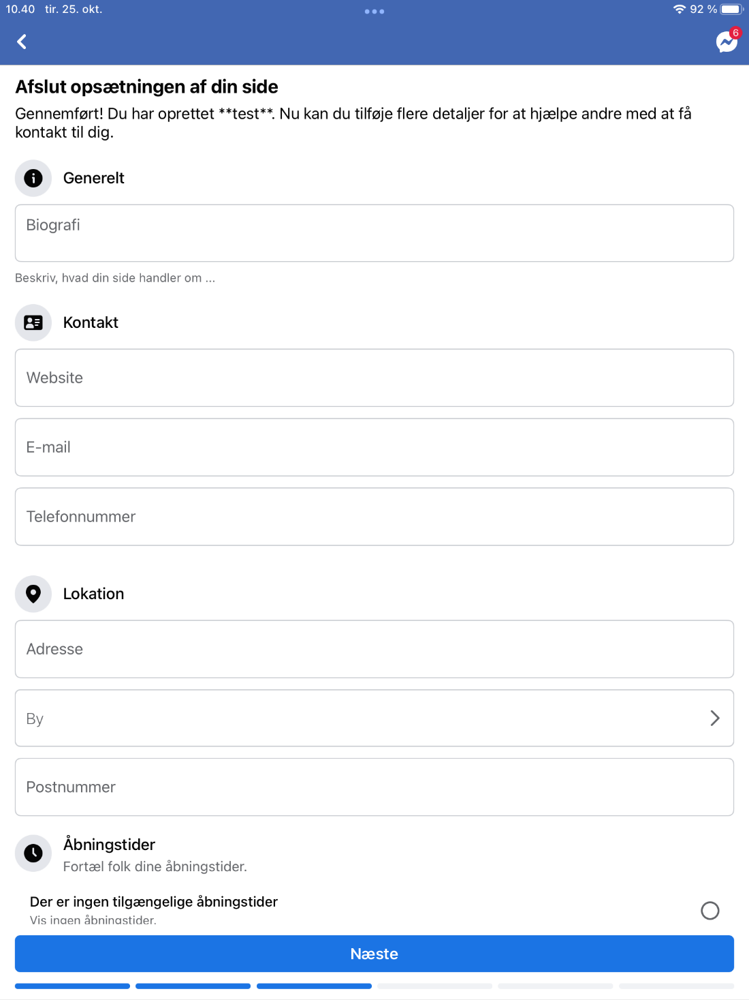 10.40 tir. 25. okt.
92 %
6
Afslut opsætningen af din side
Gennemført! Du har oprettet **test**. Nu kan du tilføje flere detaljer for at hjælpe andre med at få
kontakt til dig.
Generelt
Biografi
Beskriv, hvad din side handler om ...
Kontakt
Website
E-mail
Telefonnummer
Lokation
Adresse
By
Postnummer
Åbningstider
Fortæl folk dine åbningstider.
Der er ingen tilgængelige åbningstider
Vis ingen åbningstider.
Næste